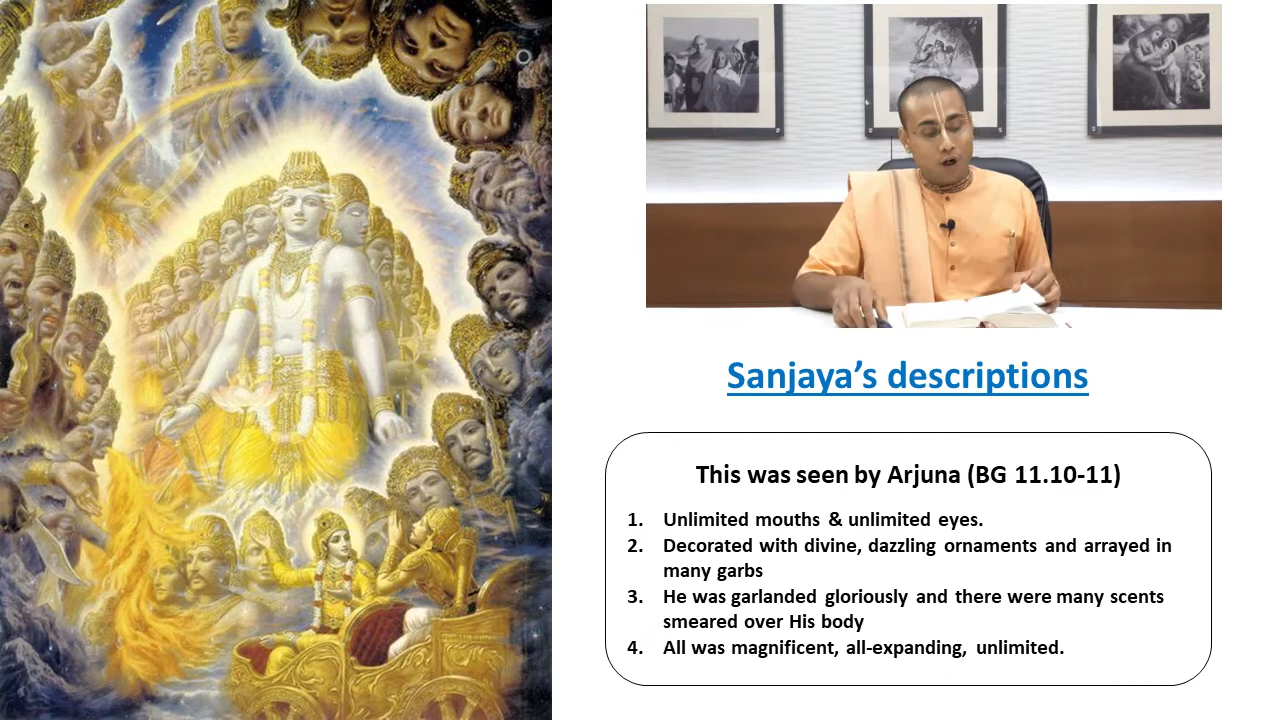 Sanjaya’s descriptions
This was seen by Arjuna (BG 11.10-11)
1. Unlimited mouths & unlimited eyes.
2. Decorated with divine, dazzling ornaments and arrayed in
many garbs
3. He was garlanded gloriously and there were many scents
smeared over His body
4. All was magnificent, all-expanding, unlimited.